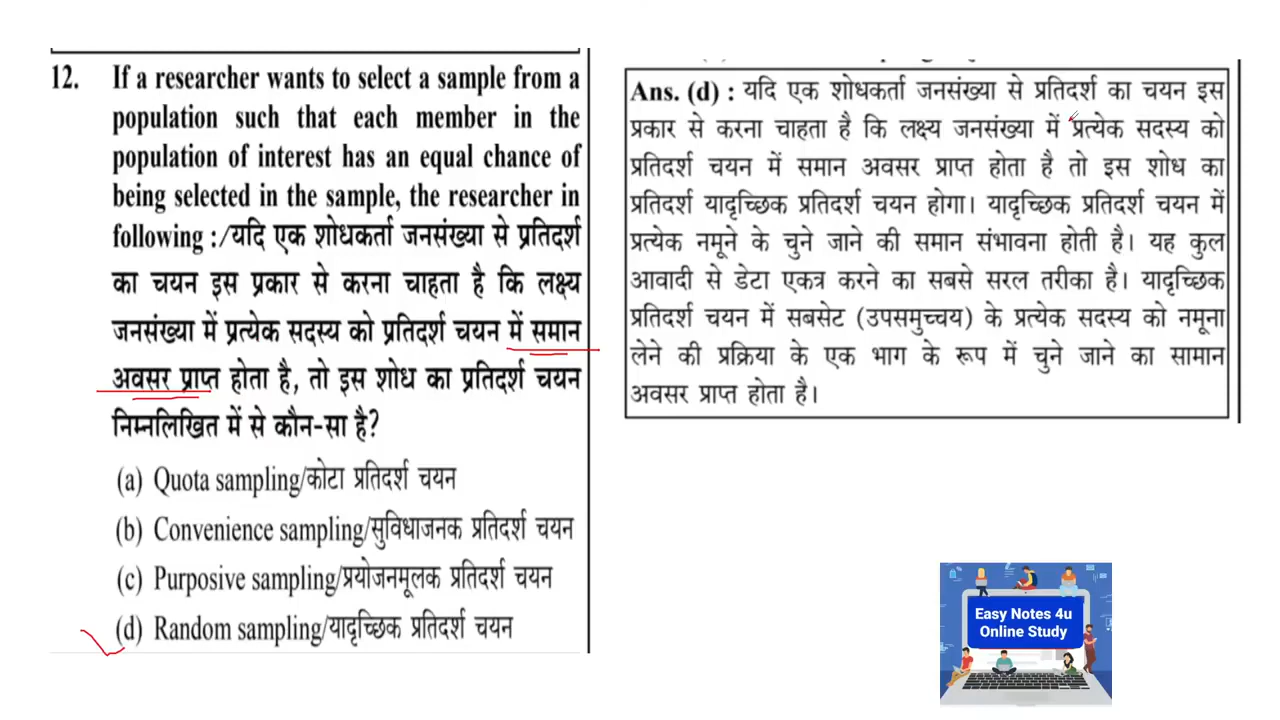 12. If a researcher wants to select a sample from a
population such that each member in the
population of interest has an equal chance of
being selected in the sample, the researcher in
following :/यदि एक शोधकर्ता जनसंख्या से प्रतिदर्श
का चयन इस प्रकार से करना चाहता है कि लक्ष्य
जनसंख्या में प्रत्येक सदस्य को प्रतिदर्श चयन में समान
अवसर प्राप्त होता है, तो इस शोध का प्रतिदर्श चयन
निम्नलिखित में से कौन-सा है?
(a) Quota sampling/कोटा प्रतिदर्श चयन
(b) Convenience sampling/सुविधाजनक प्रतिदर्श चयन
(c) Purposive sampling/प्रयोजनमूलक प्रतिदर्श चयन
(d) Random sampling/यादृच्छिक प्रतिदर्श चयन
Ans. (d) : यदि एक शोधकर्ता जनसंख्या से प्रतिदर्श का चयन इस
प्रकार से करना चाहता है कि लक्ष्य जनसंख्या में प्रत्येक सदस्य को
प्रतिदर्श चयन में समान अवसर प्राप्त होता है तो इस शोध का
प्रतिदर्श यादृच्छिक प्रतिदर्श चयन होगा। यादृच्छिक प्रतिदर्श चयन में
प्रत्येक नमूने के चुने जाने की समान संभावना होती है। यह कुल
आवादी से डेटा एकत्र करने का सबसे सरल तरीका है। यादृच्छिक
प्रतिदर्श चयन में सबसेट (उपसमुच्चय) के प्रत्येक सदस्य को नमूना
लेने की प्रक्रिया के एक भाग के रूप में चुने जाने का सामान
अवसर प्राप्त होता है।
Easy Notes 4u
Online Study